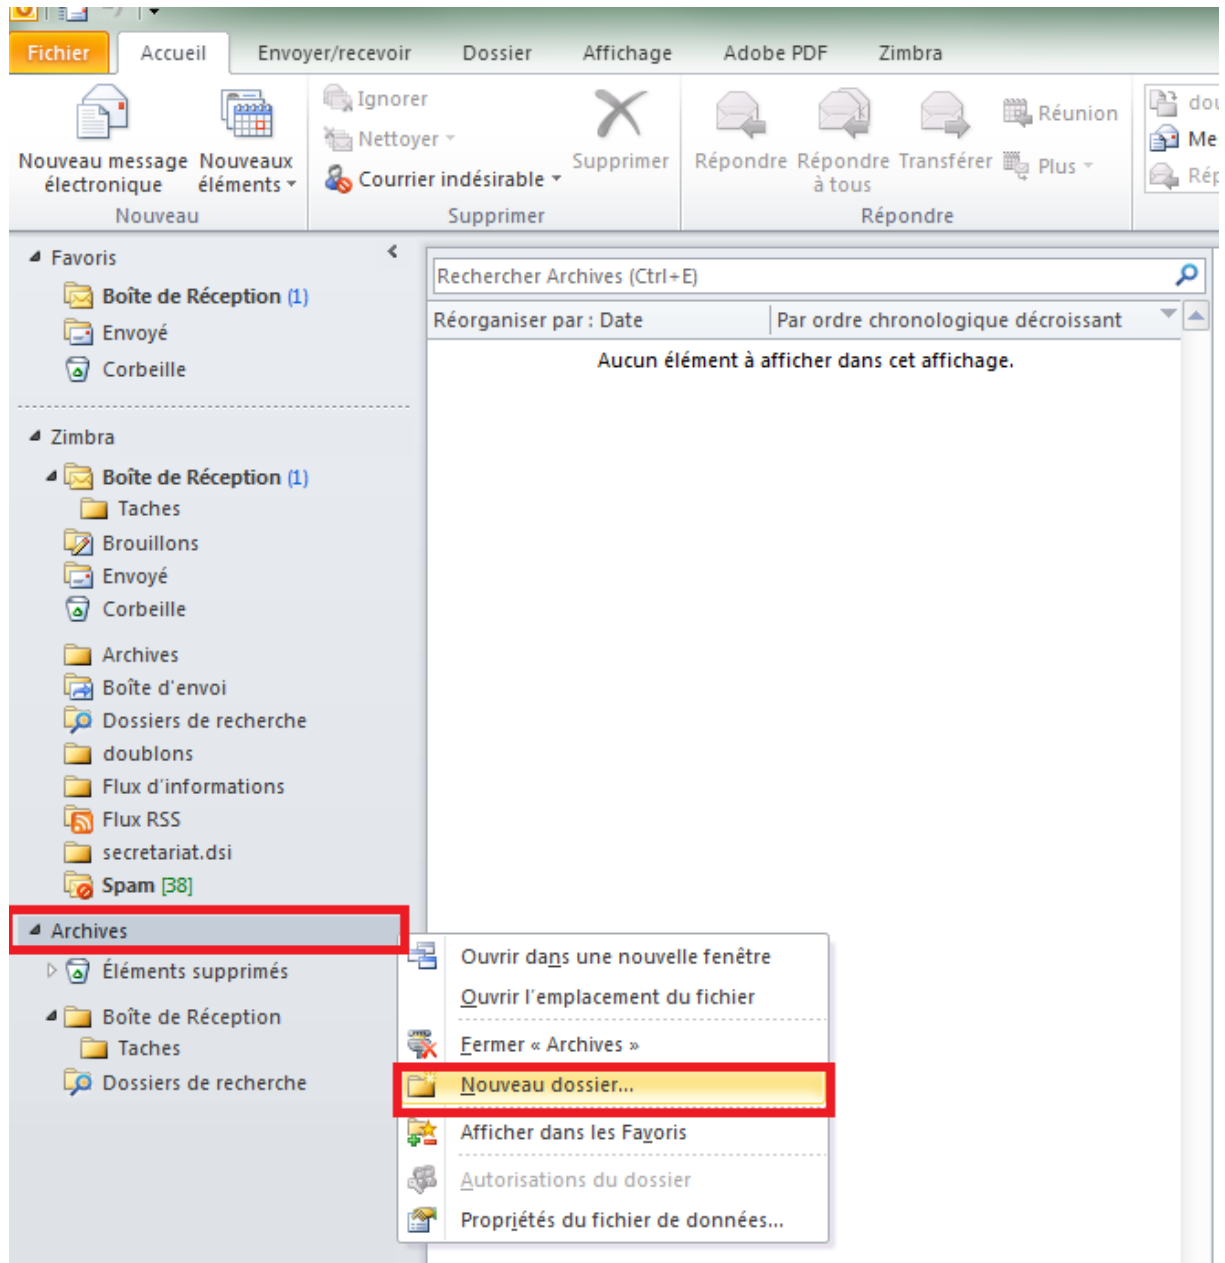 Fichier Accueil Envoyer/recevoir Dossier Affichage Adobe PDF Zimbra
Nouveau message électronique
Nouveaux éléments
Nouveau
Ignorer
Nettoyer
Courrier indésirable
Supprimer
Supprimer
Répondre
Répondre à tous
Transférer
Réunion
Plus
Répondre
dou
Me
Rép
Favoris
Boîte de Réception (1)
Envoyé
Corbeille
Zimbra
Boîte de Réception (1)
Taches
Brouillons
Envoyé
Corbeille
Archives
Boîte d'envoi
Dossiers de recherche
doublons
Flux d'informations
Flux RSS
secretariat.dsi
Spam [38]
Archives
Éléments supprimés
Boîte de Réception
Taches
Dossiers de recherche
Rechercher Archives (Ctrl+E)
Réorganiser par : Date Par ordre chronologique décroissant
Aucun élément à afficher dans cet affichage.
Ouvrir dans une nouvelle fenêtre
Ouvrir l'emplacement du fichier
Fermer « Archives »
Nouveau dossier...
Afficher dans les Favoris
Autorisations du dossier
Propriétés du fichier de données...